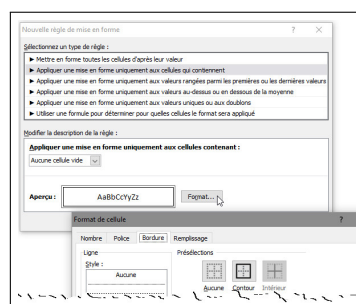 Nouvelle règle de mise en forme ? ×
Sélectionnez un type de règle :
► Mettre en forme toutes les cellules d'après leur valeur
► Appliquer une mise en forme uniquement aux cellules qui contiennent
► Appliquer une mise en forme uniquement aux valeurs rangées parmi les premières ou les dernières valeurs
► Appliquer une mise en forme uniquement aux valeurs au-dessus ou en dessous de la moyenne
► Appliquer une mise en forme uniquement aux valeurs uniques ou aux doublons
► Utiliser une formule pour déterminer pour quelles cellules le format sera appliqué
Modifier la description de la règle :
Appliquer une mise en forme uniquement aux cellules contenant :
Aucune cellule vide
Aperçu : AaBbCcYyZz Format...
Format de cellule ?
Nombre Police Bordure Remplissage
Ligne Présélections
Style :
Aucune
Aucune Contour Intérieur